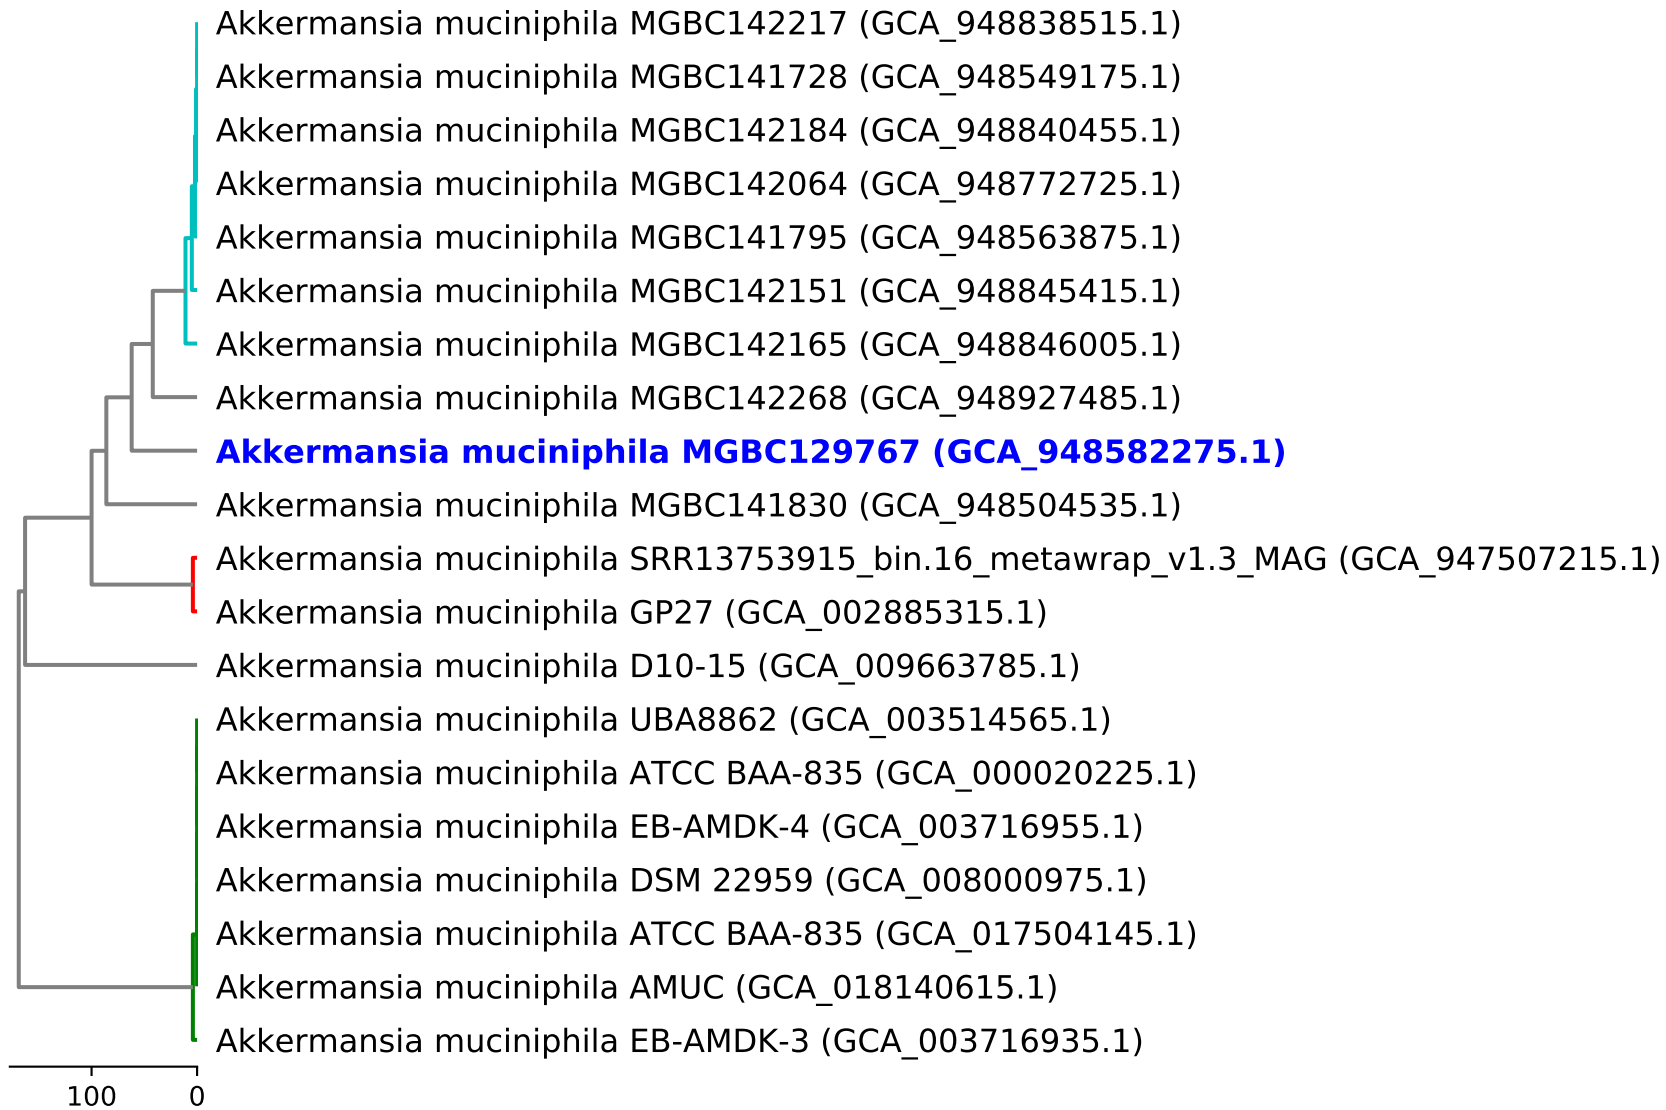 Akkermansia muciniphila MGBC142217 (GCA_948838515.1)
Akkermansia muciniphila MGBC141728 (GCA_948549175.1)
Akkermansia muciniphila MGBC142184 (GCA_948840455.1)
Akkermansia muciniphila MGBC142064 (GCA_948772725.1)
Akkermansia muciniphila MGBC141795 (GCA_948563875.1)
Akkermansia muciniphila MGBC142151 (GCA_948845415.1)
Akkermansia muciniphila MGBC142165 (GCA_948846005.1)
Akkermansia muciniphila MGBC142268 (GCA_948927485.1)
Akkermansia muciniphila MGBC129767 (GCA_948582275.1)
Akkermansia muciniphila MGBC141830 (GCA_948504535.1)
Akkermansia muciniphila SRR13753915_bin.16_metawrap_v1.3_MAG (GCA_947507215.1)
Akkermansia muciniphila GP27 (GCA_002885315.1)
Akkermansia muciniphila D10-15 (GCA_009663785.1)
Akkermansia muciniphila UBA8862 (GCA_003514565.1)
Akkermansia muciniphila ATCC BAA-835 (GCA_000020225.1)
Akkermansia muciniphila EB-AMDK-4 (GCA_003716955.1)
Akkermansia muciniphila DSM 22959 (GCA_008000975.1)
Akkermansia muciniphila ATCC BAA-835 (GCA_017504145.1)
Akkermansia muciniphila AMUC (GCA_018140615.1)
Akkermansia muciniphila EB-AMDK-3 (GCA_003716935.1)
100 0